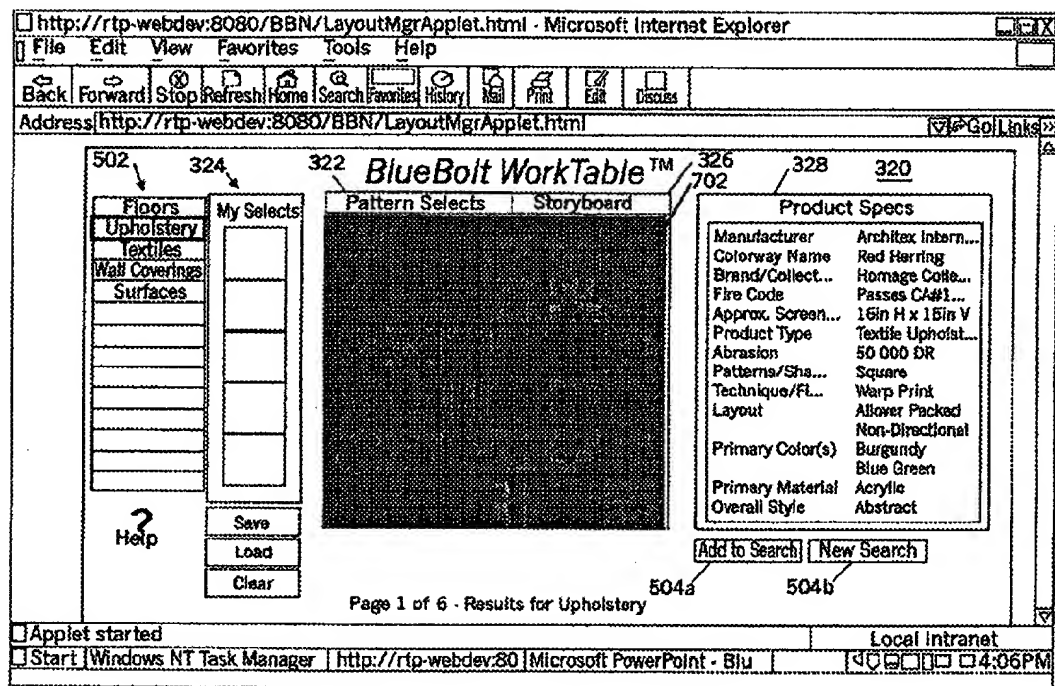 http://rtp-webdev:8080/BBN/LayoutMgrApplet.html - Microsoft Internet Explorer
File Edit View Favorites Tools Help
Back Forward Stop Refresh Home Search Favorites History Mail Print Edit Discuss
Address http://rtp-webdev:8080/BBN/LayoutMgrApplet.html Go Links »
502 324 322 BlueBolt WorkTable™ 326 328 320
702
Floors My Selects Pattern Selects Storyboard Product Specs
Upholstery
Textiles
Wall Coverings
Surfaces
Manufacturer Architex Intern...
Colorway Name Red Herring
Brand/Collect... Homage Colle...
Fire Code Passes CA#1...
Approx. Screen... 16in H x 16in V
Product Type Textile Upholst...
Abrasion 50 000 DR
Patterns/Sha... Square
Technique/Fi... Warp Print
Layout Allover Packed
Non-Directional
Primary Color(s) Burgundy
Blue Green
Primary Material Acrylic
Overall Style Abstract
? Help
Save
Load
Clear
Add to Search New Search
504a 504b
Page 1 of 6 - Results for Upholstery
Applet started Local intranet
Start Windows NT Task Manager http://rtp-webdev:80 Microsoft PowerPoint - Blu 4:06PM